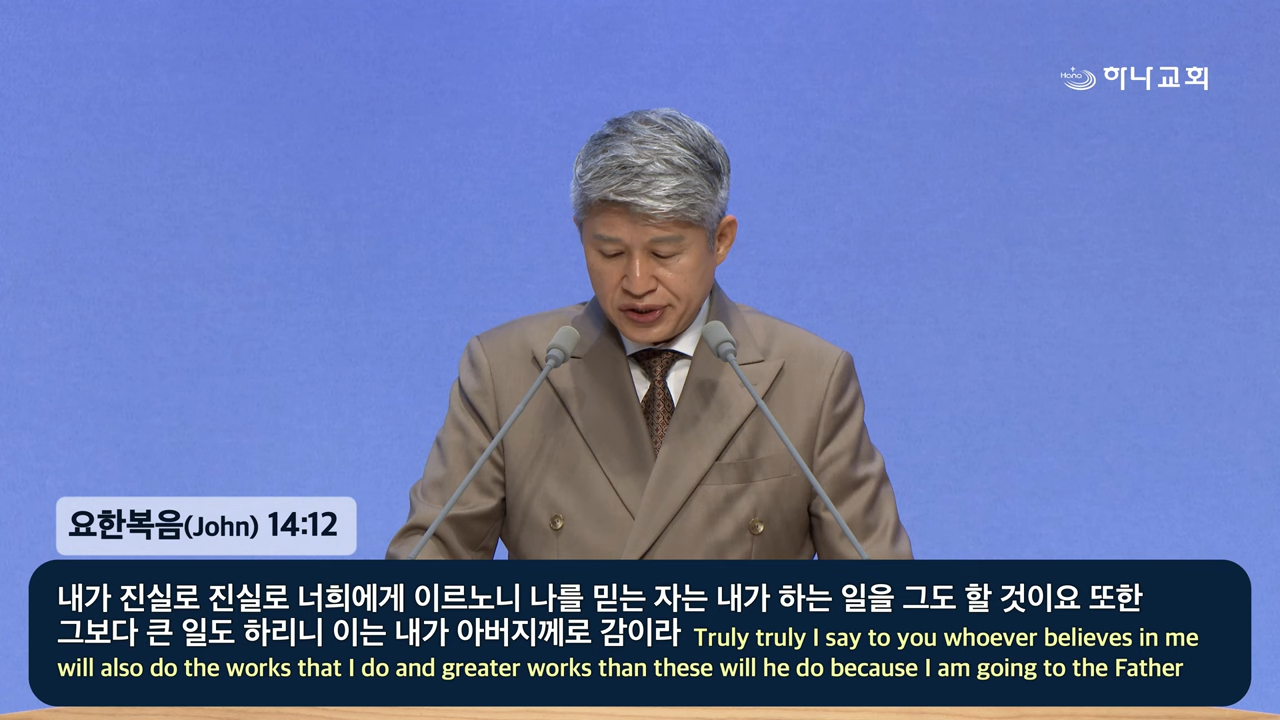 Hana 하나교회
요한복음(John) 14:12
내가 진실로 진실로 너희에게 이르노니 나를 믿는 자는 내가 하는 일을 그도 할 것이요 또한
그보다 큰 일도 하리니 이는 내가 아버지께로 감이라 Truly truly I say to you whoever believes in me
will also do the works that I do and greater works than these will he do because I am going to the Father